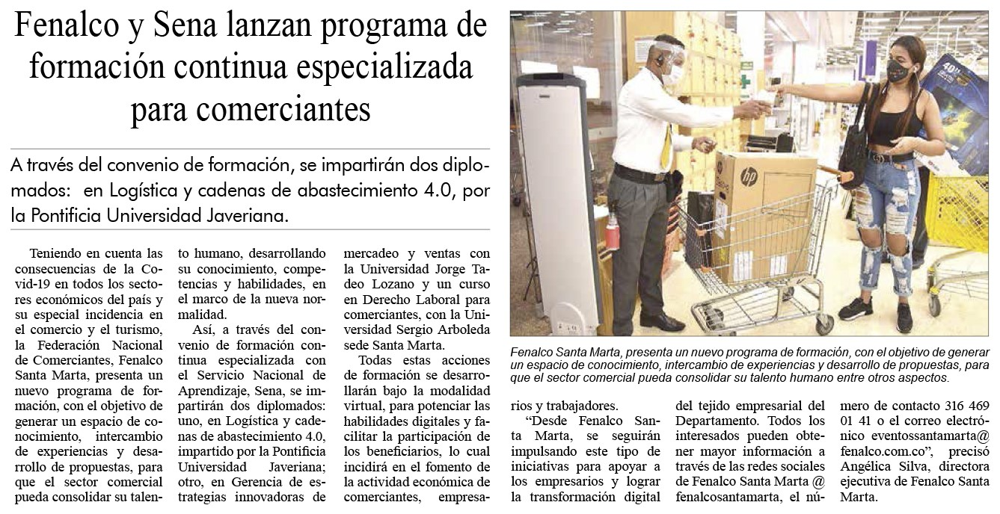 Fenalco y Sena lanzan programa de
formación continua especializada
para comerciantes
A través del convenio de formación, se impartirán dos diplo-
mados: en Logística y cadenas de abastecimiento 4.0, por
la Pontificia Universidad Javeriana.
Teniendo en cuenta las
consecuencias de la Co-
vid-19 en todos los secto-
res económicos del país y
su especial incidencia en
el comercio y el turismo,
la Federación Nacional
de Comerciantes, Fenalco
Santa Marta, presenta un
nuevo programa de for-
mación, con el objetivo de
generar un espacio de co-
nocimiento, intercambio
de experiencias y desa-
rrollo de propuestas, para
que el sector comercial
pueda consolidar su talen-
to humano, desarrollando
su conocimiento, compe-
tencias y habilidades, en
el marco de la nueva nor-
malidad.
Así, a través del con-
venio de formación con-
tinua especializada con
el Servicio Nacional de
Aprendizaje, Sena, se im-
partirán dos diplomados:
uno, en Logística y cade-
nas de abastecimiento 4.0,
impartido por la Pontificia
Universidad Javeriana;
otro, en Gerencia de es-
trategias innovadoras de
mercadeo y ventas con
la Universidad Jorge Ta-
deo Lozano y un curso
en Derecho Laboral para
comerciantes, con la Uni-
versidad Sergio Arboleda
sede Santa Marta.
Todas estas acciones
de formación se desarro-
llarán bajo la modalidad
virtual, para potenciar las
habilidades digitales y fa-
cilitar la participación de
los beneficiarios, lo cual
incidirá en el fomento de
la actividad económica de
comerciantes, empresa-
40"
hp
Fenalco Santa Marta, presenta un nuevo programa de formación, con el objetivo de generar
un espacio de conocimiento, intercambio de experiencias y desarrollo de propuestas, para
que el sector comercial pueda consolidar su talento humano entre otros aspectos.
rios y trabajadores.
“Desde Fenalco San-
ta Marta, se seguirán
impulsando este tipo de
iniciativas para apoyar a
los empresarios y lograr
la transformación digital
del tejido empresarial del
Departamento. Todos los
interesados pueden obte-
ner mayor información a
través de las redes sociales
de Fenalco Santa Marta @
fenalcosantamarta, el nú-
mero de contacto 316 469
01 41 o el correo electró-
nico eventossantamarta@
fenalco.com.co”, precisó
Angélica Silva, directora
ejecutiva de Fenalco Santa
Marta.